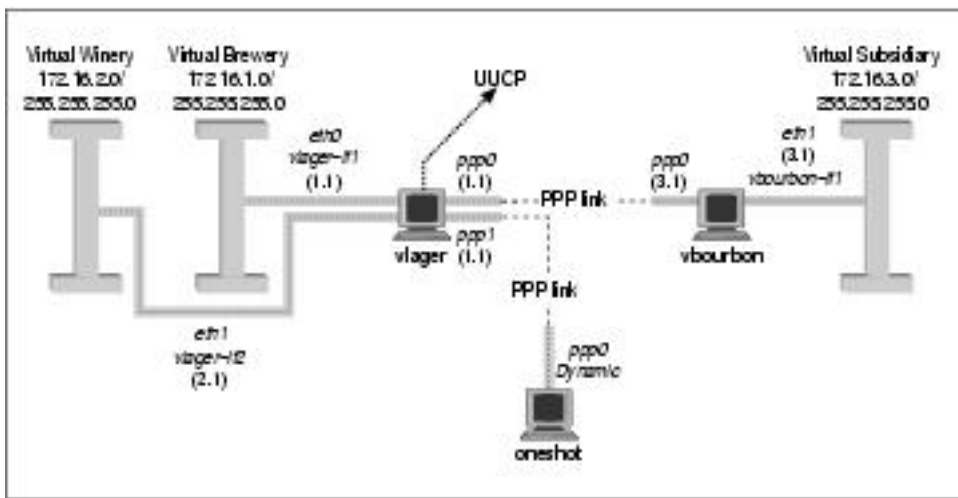 Virtual Winery
172.16.2.0/
255.255.255.0
Virtual Brewery
172.16.1.0/
255.255.255.0
UUCP
Virtual Subsidiary
172.16.3.0/
255.255.255.0
eth0
vlager-if1
(1.1)
ppp0
(1.1)
PPP link
ppp0
(3.1)
eth1
(3.1)
vbourbon-if1
vlager
ppp1
(1.1)
vbourbon
PPP link
eth1
vlager-if2
(2.1)
ppp0
Dynamic
oneshot